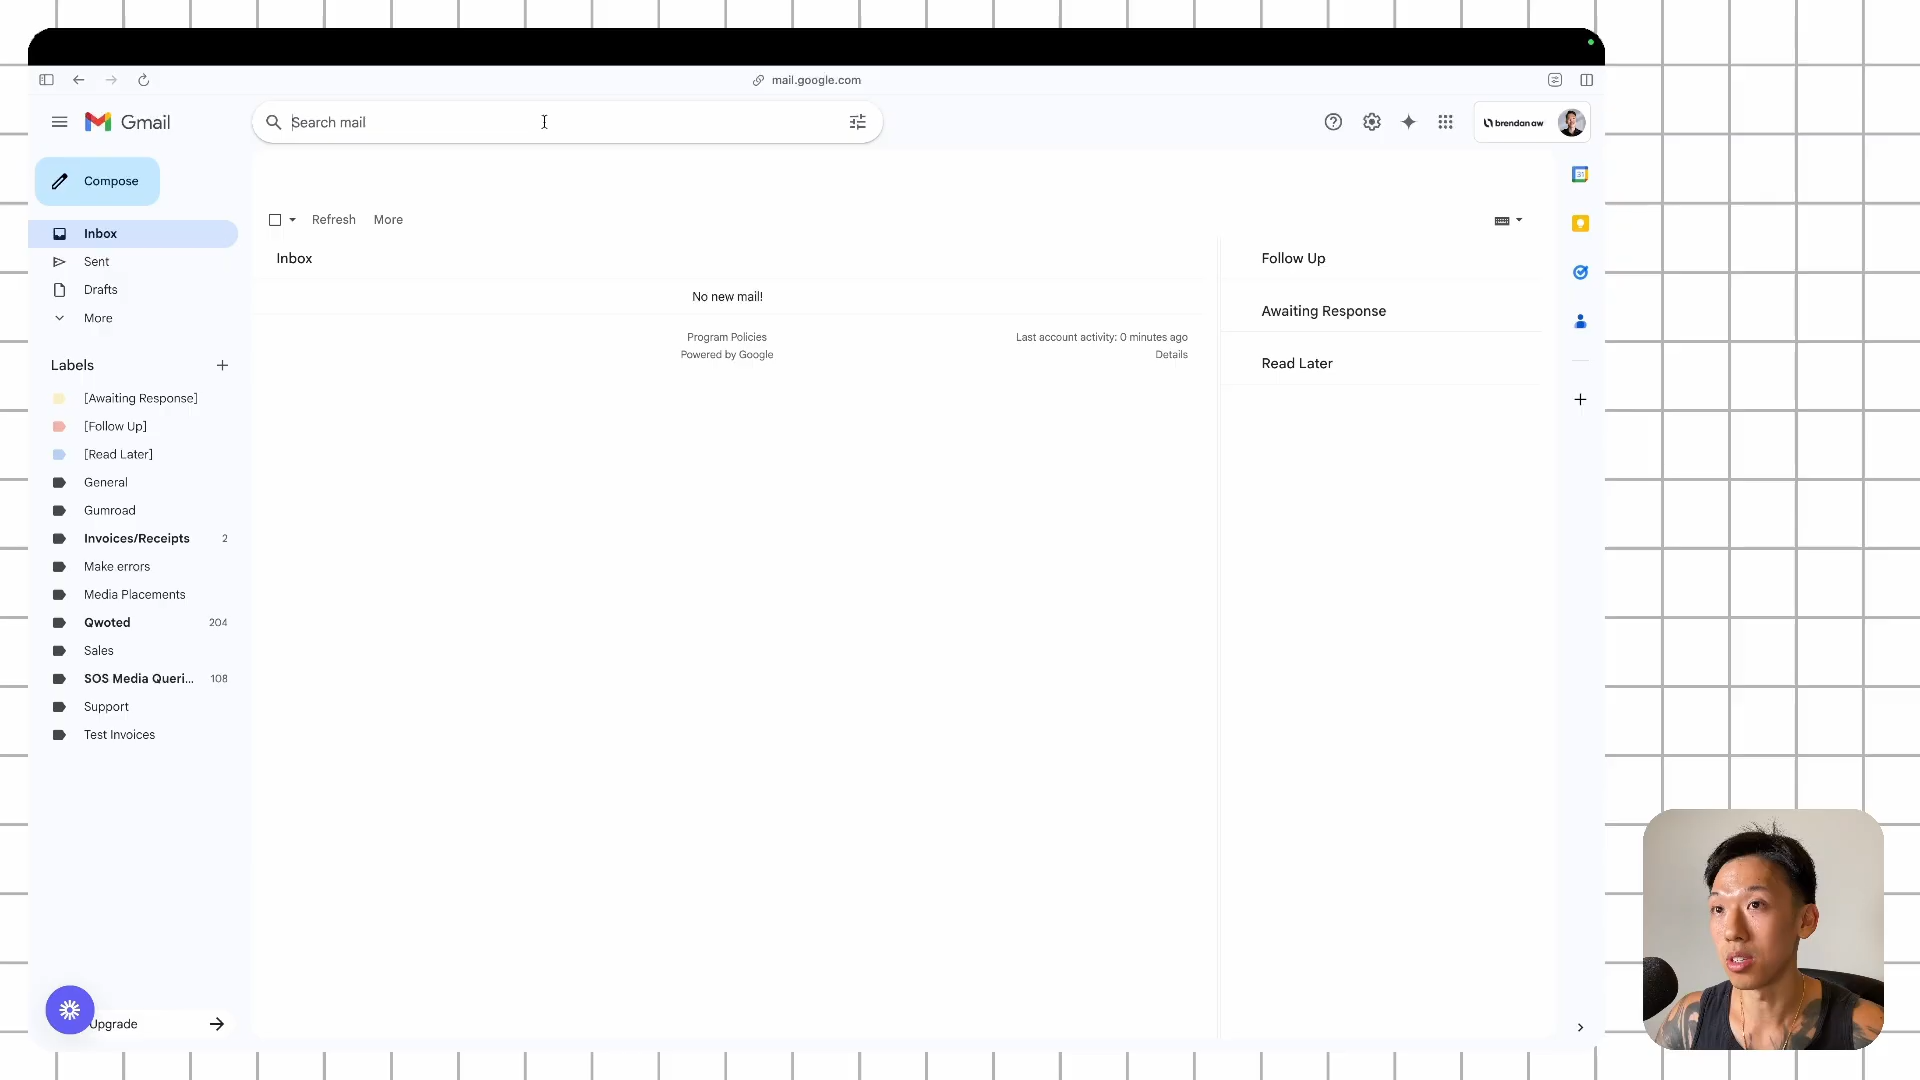 mail.google.com
Gmail
Search mail
brendan aw
Compose
Refresh
More
Inbox
Sent
Drafts
More
Labels
[Awaiting Response]
[Follow Up]
[Read Later]
General
Gumroad
Invoices/Receipts 2
Make errors
Media Placements
Qwoted 204
Sales
SOS Media Queri... 108
Support
Test Invoices
Upgrade
Inbox
No new mail!
Program Policies
Powered by Google
Last account activity: 0 minutes ago
Details
Follow Up
Awaiting Response
Read Later
31